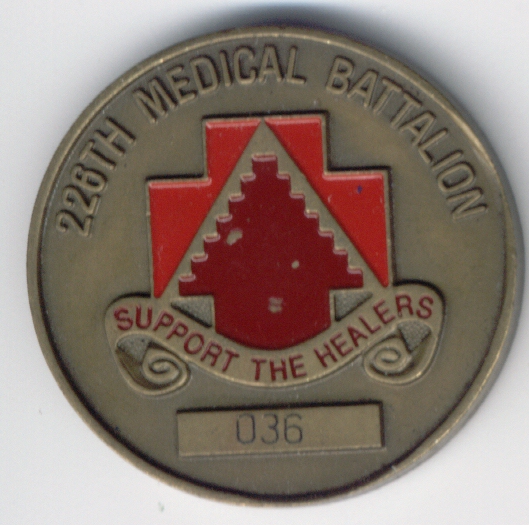 226TH MEDICAL BATTALION
SUPPORT THE HEALERS
036